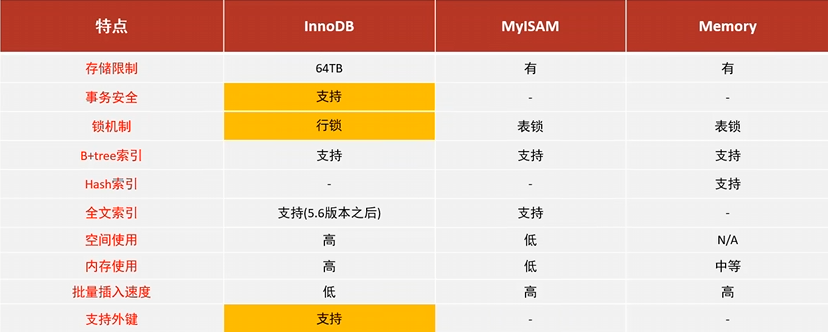 特点 InnoDB MyISAM Memory
存储限制 64TB 有 有
事务安全 支持 - -
锁机制 行锁 表锁 表锁
B+tree索引 支持 支持 支持
Hash索引 - - 支持
全文索引 支持(5.6版本之后) 支持 -
空间使用 高 低 N/A
内存使用 高 低 中等
批量插入速度 低 高 高
支持外键 支持 - -